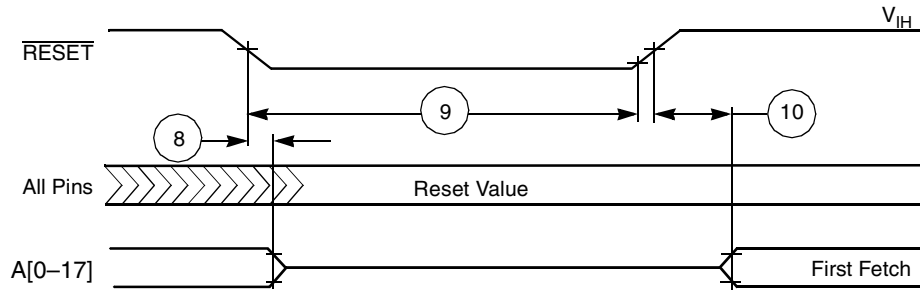 V_IH
RESET
9
10
8
All Pins
Reset Value
A[0–17]
First Fetch